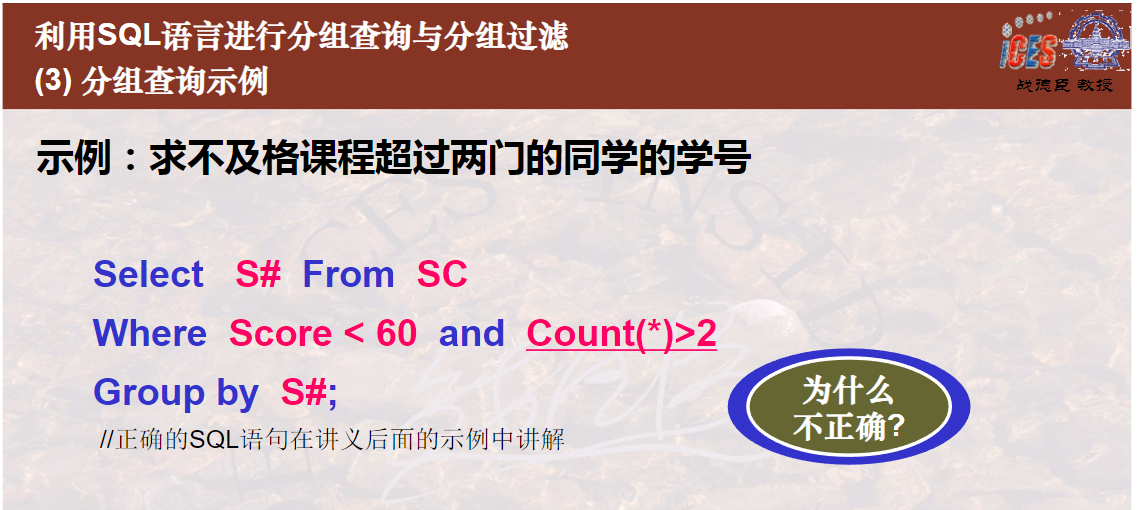 利用SQL语言进行分组查询与分组过滤
(3) 分组查询示例
iCES
战德臣 教授
示例：求不及格课程超过两门的同学的学号
Select S# From SC
Where Score < 60 and Count(*)>2
Group by S#;
//正确的SQL语句在讲义后面的示例中讲解
为什么
不正确?